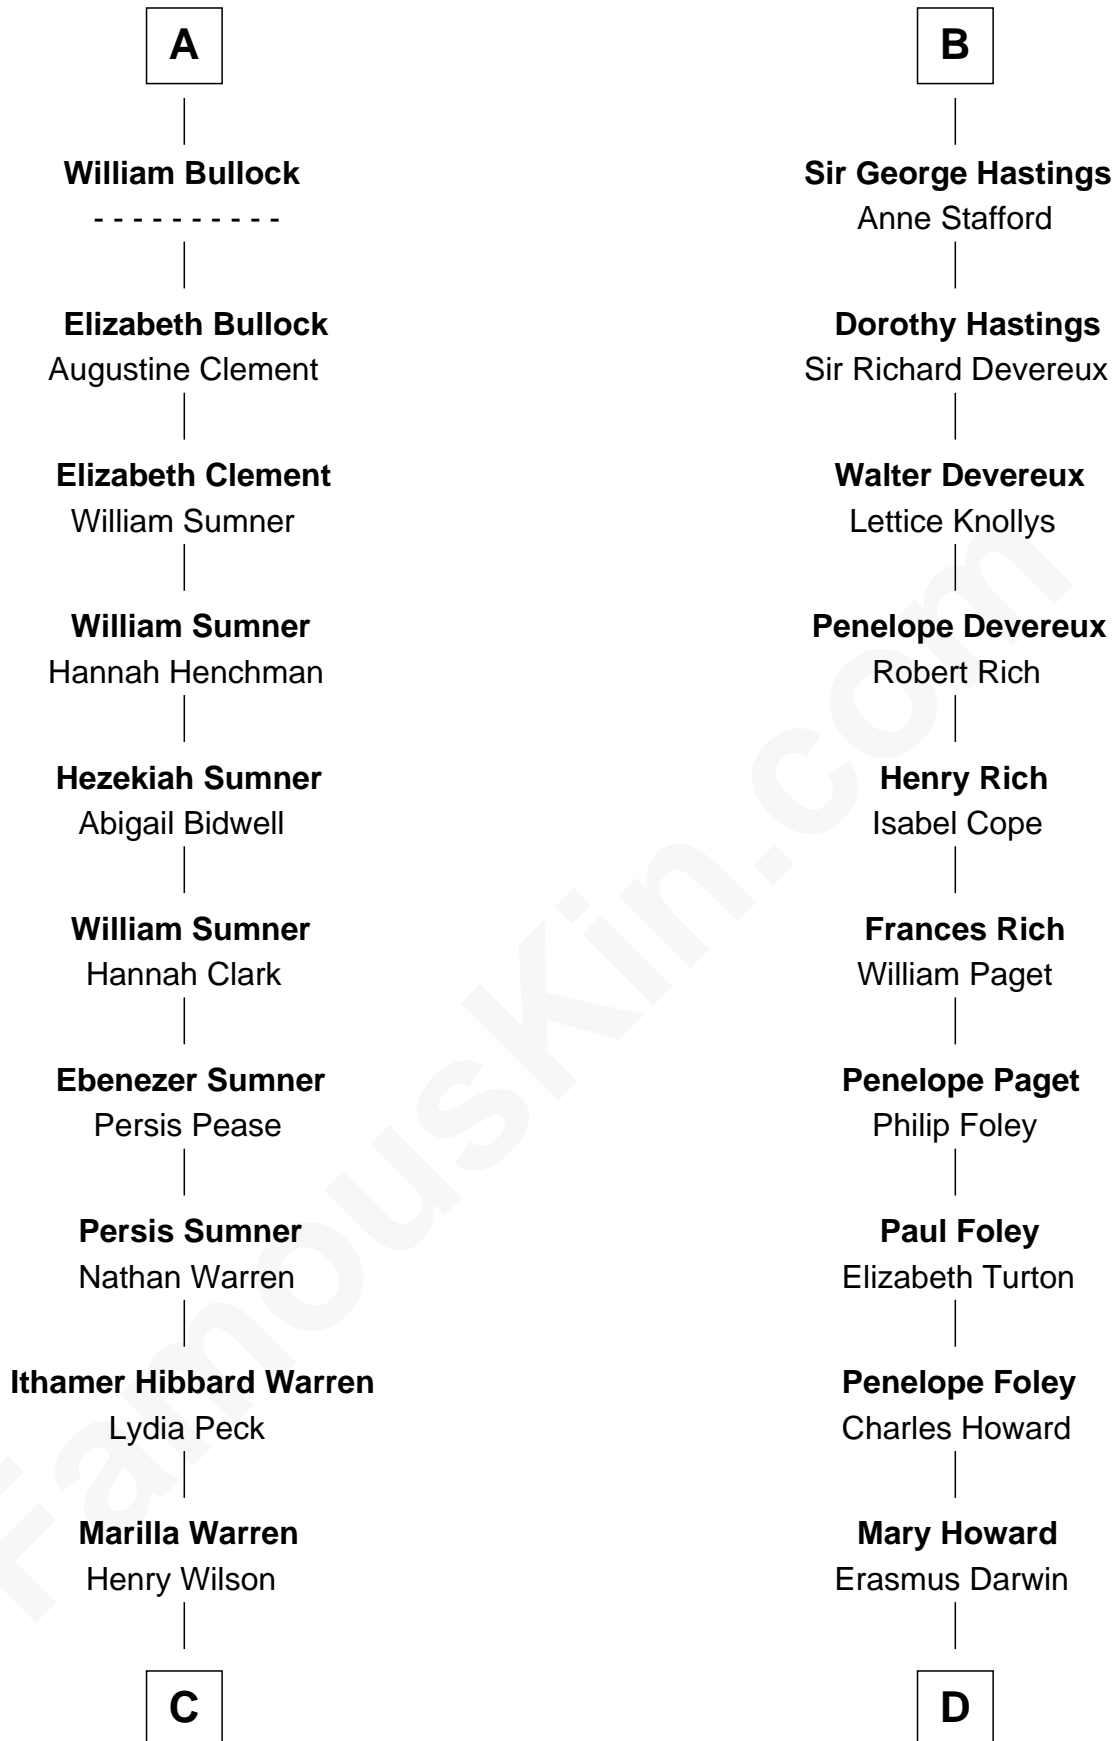 A
William Bullock
- - - - - - - - - -
Elizabeth Bullock
Augustine Clement
Elizabeth Clement
William Sumner
William Sumner
Hannah Henchman
Hezekiah Sumner
Abigail Bidwell
William Sumner
Hannah Clark
Ebenezer Sumner
Persis Pease
Persis Sumner
Nathan Warren
Ithamer Hibbard Warren
Lydia Peck
Marilla Warren
Henry Wilson
C
B
Sir George Hastings
Anne Stafford
Dorothy Hastings
Sir Richard Devereux
Walter Devereux
Lettice Knollys
Penelope Devereux
Robert Rich
Henry Rich
Isabel Cope
Frances Rich
William Paget
Penelope Paget
Philip Foley
Paul Foley
Elizabeth Turton
Penelope Foley
Charles Howard
Mary Howard
Erasmus Darwin
D
FamousKin.com